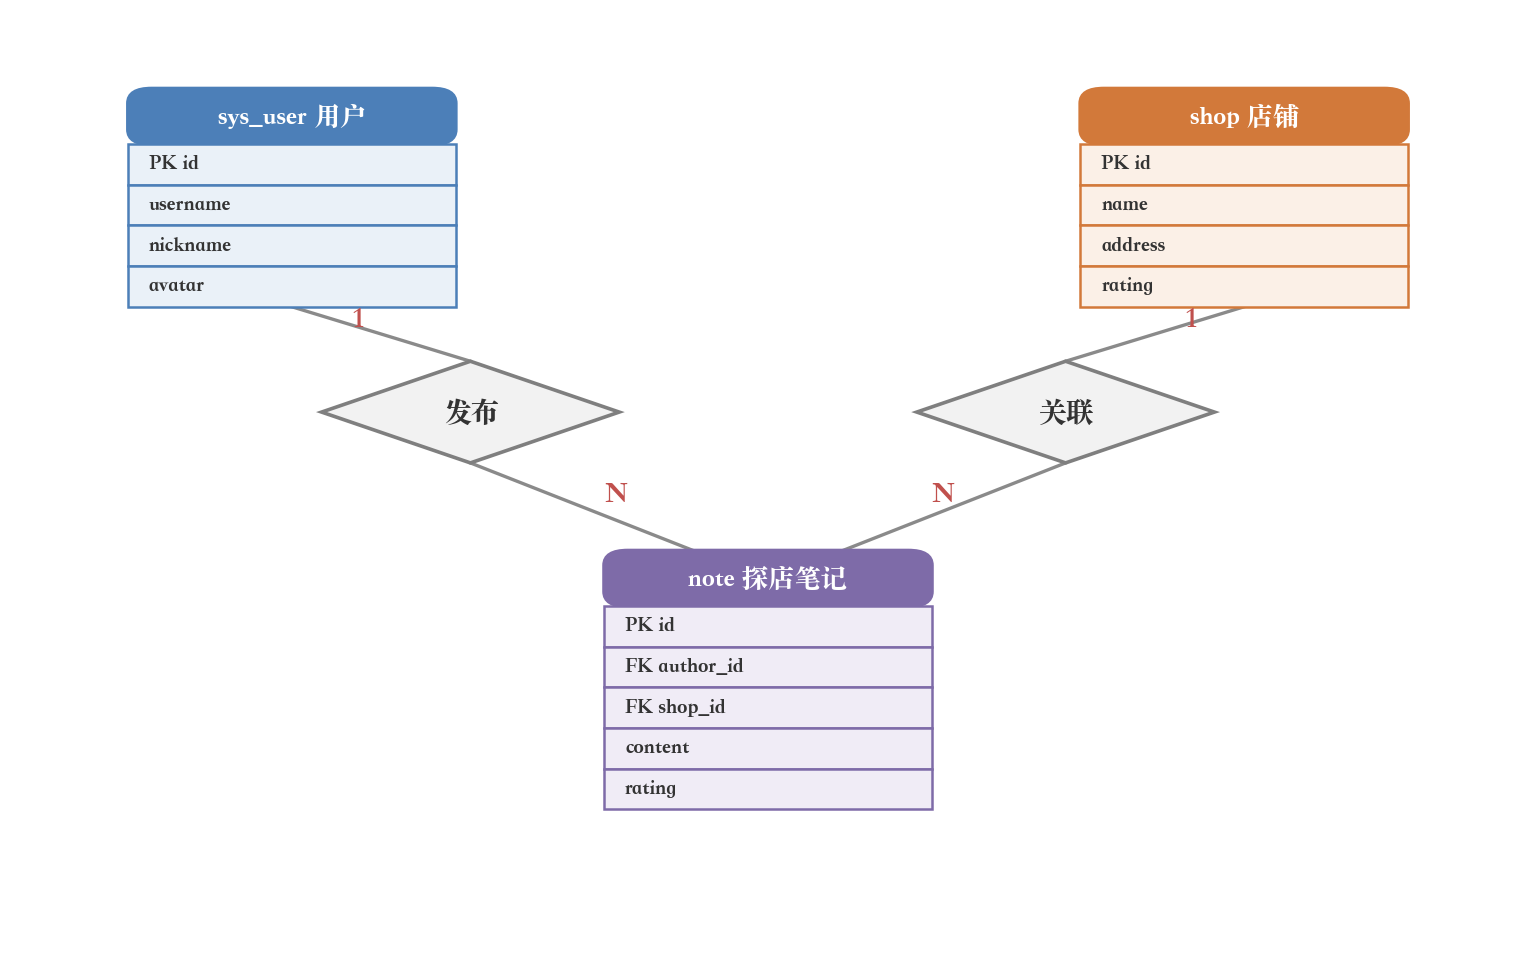 sys_user 用户
PK id
username
nickname
avatar
shop 店铺
PK id
name
address
rating
1
1
发布
关联
N
N
note 探店笔记
PK id
FK author_id
FK shop_id
content
rating